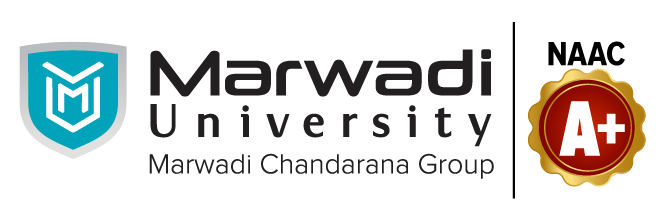 Marwadi
University
Marwadi Chandarana Group
NAAC
A+